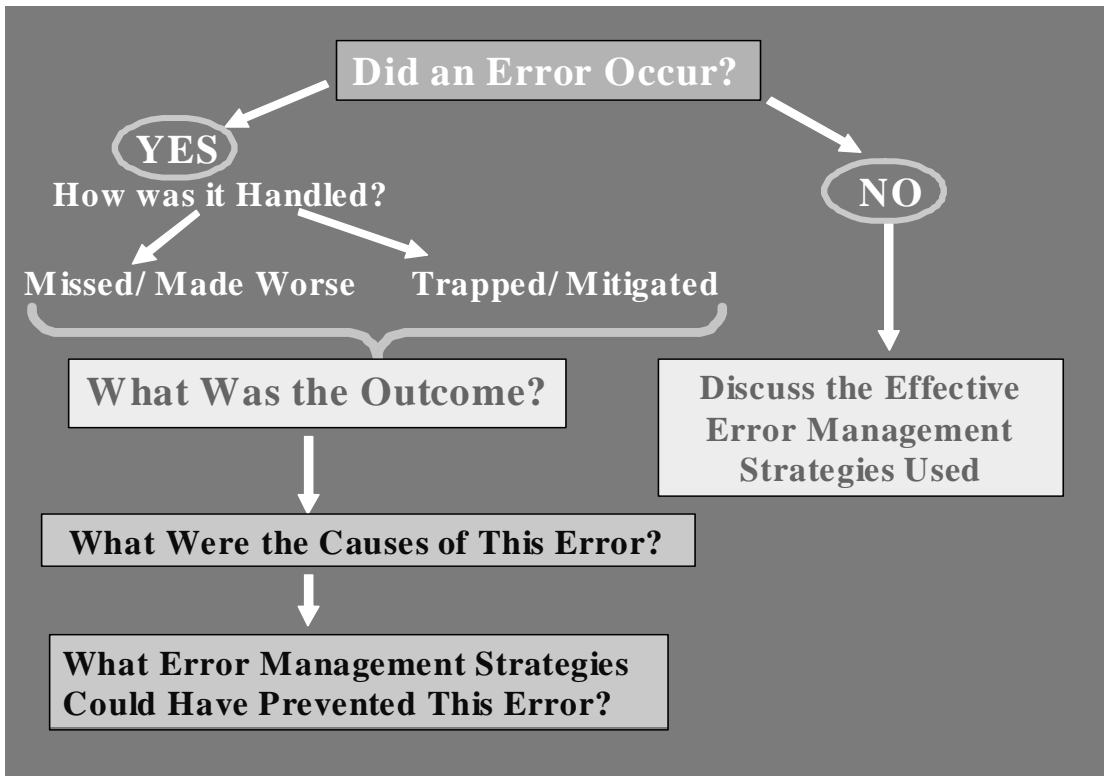 Did an Error Occur?
YES
How was it Handled?
NO
Missed/ Made Worse
Trapped/ Mitigated
What Was the Outcome?
Discuss the Effective
Error Management
Strategies Used
What Were the Causes of This Error?
What Error Management Strategies
Could Have Prevented This Error?